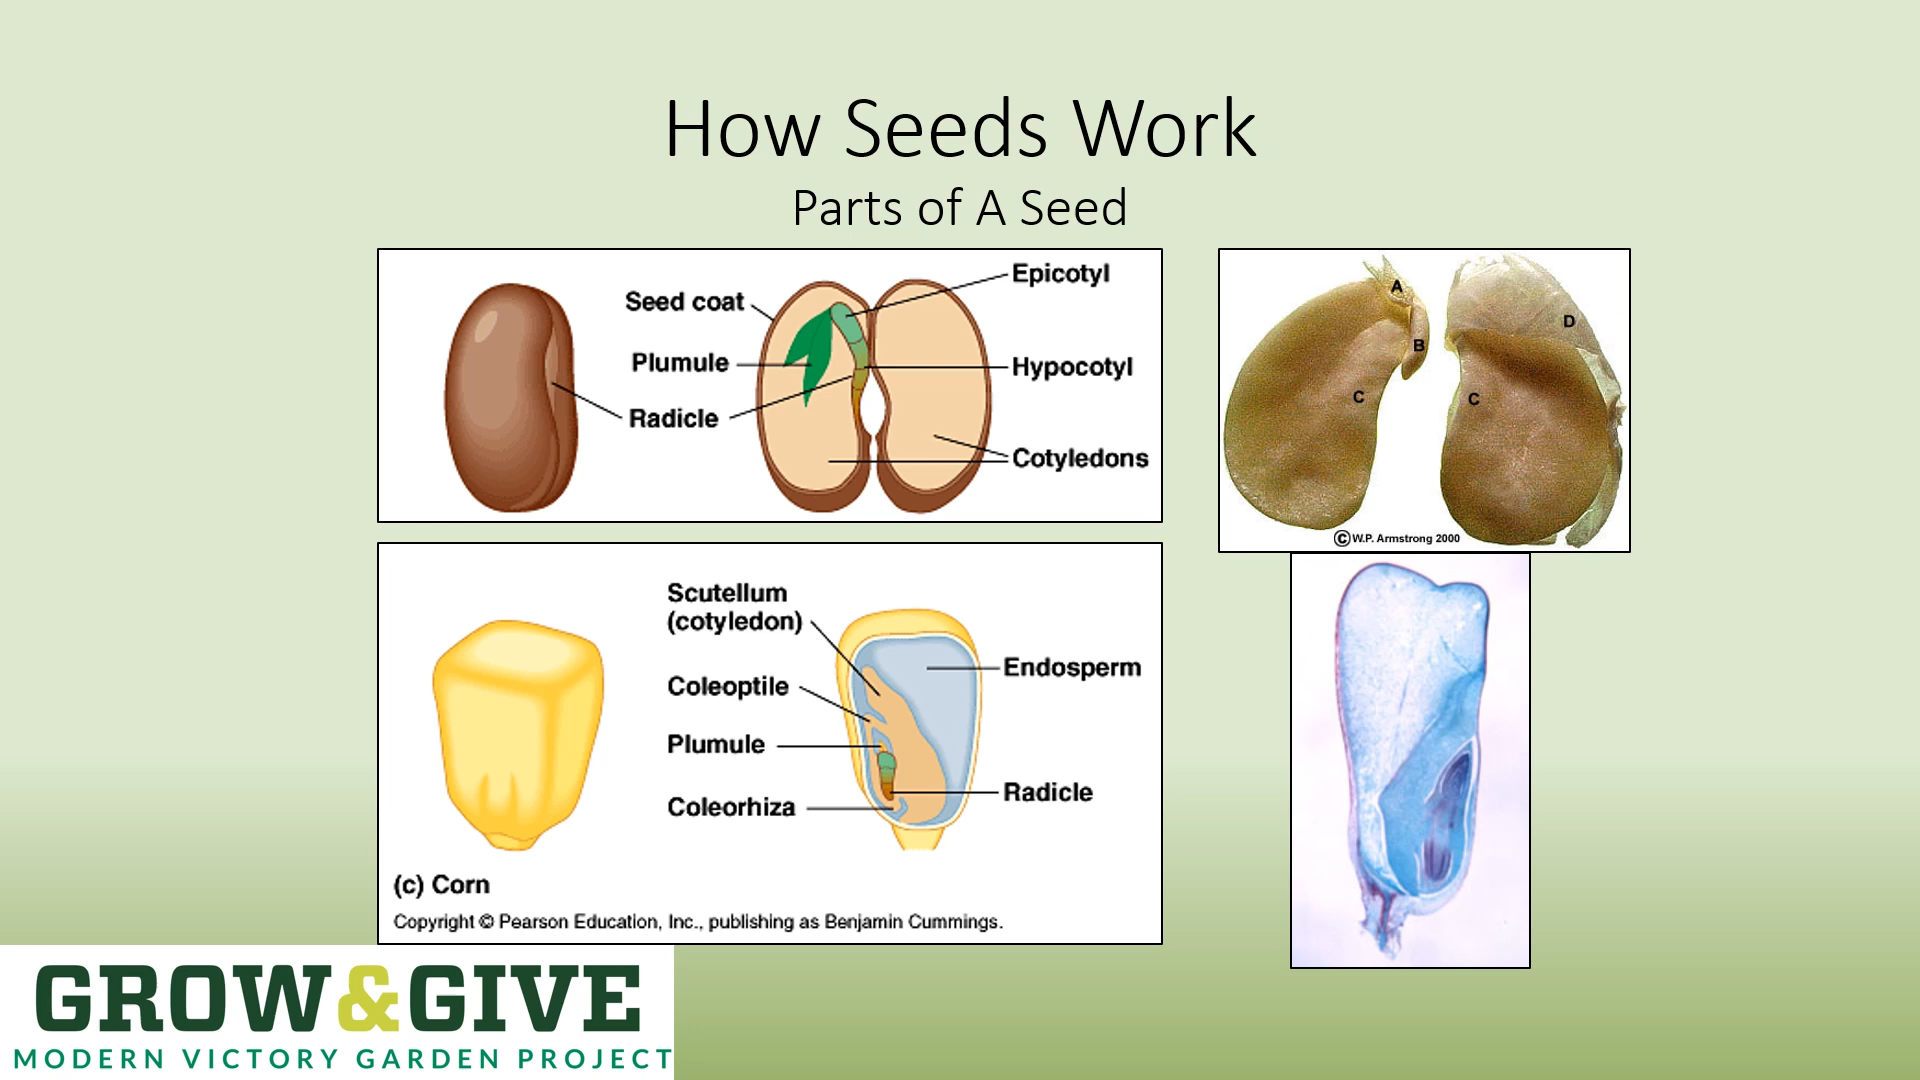 How Seeds Work
Parts of A Seed
Seed coat
Plumule
Radicle
Epicotyl
Hypocotyl
Cotyledons
A
B
C
C
D
©W.P. Armstrong 2000
Scutellum
(cotyledon)
Coleoptile
Plumule
Coleorhiza
Endosperm
Radicle
(c) Corn
Copyright © Pearson Education, Inc., publishing as Benjamin Cummings.
GROW&GIVE
MODERN VICTORY GARDEN PROJECT